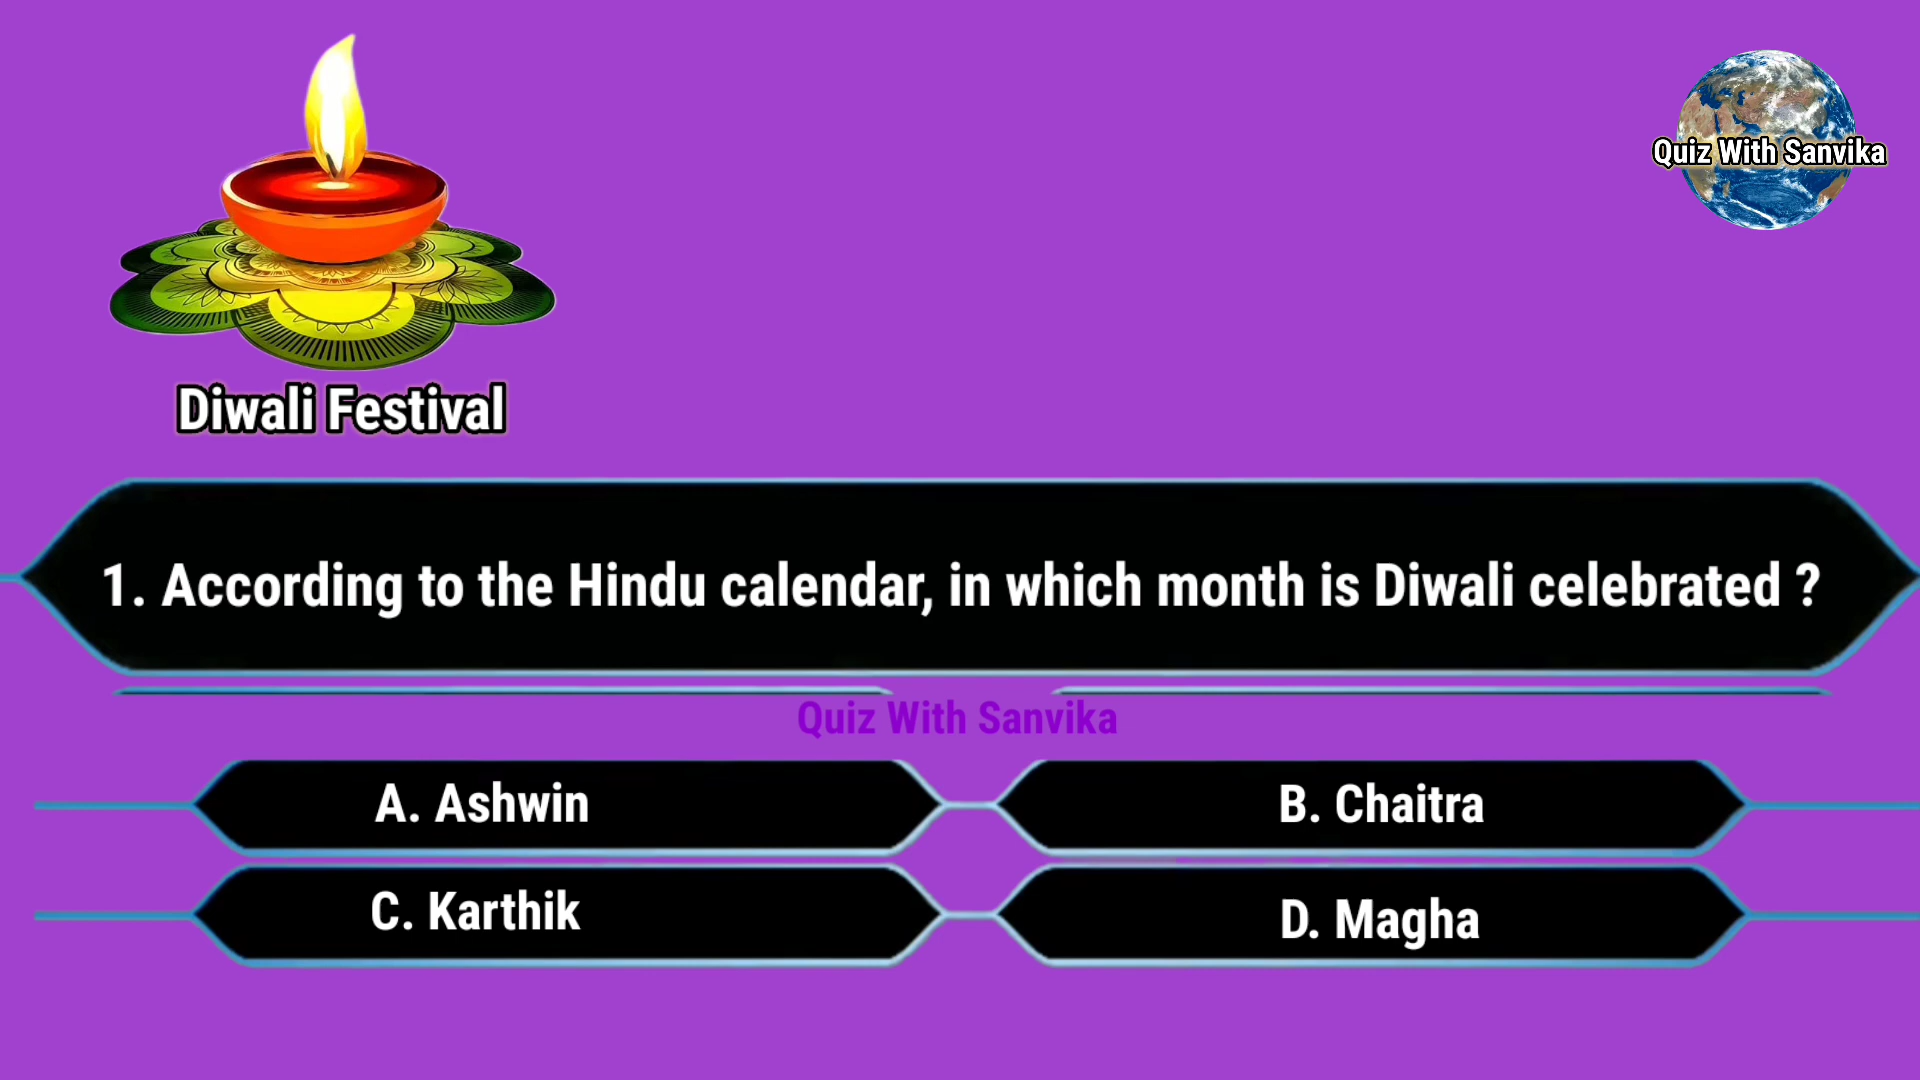 Quiz With Sanvika
Diwali Festival
1. According to the Hindu calendar, in which month is Diwali celebrated ?
Quiz With Sanvika
A. Ashwin
B. Chaitra
C. Karthik
D. Magha